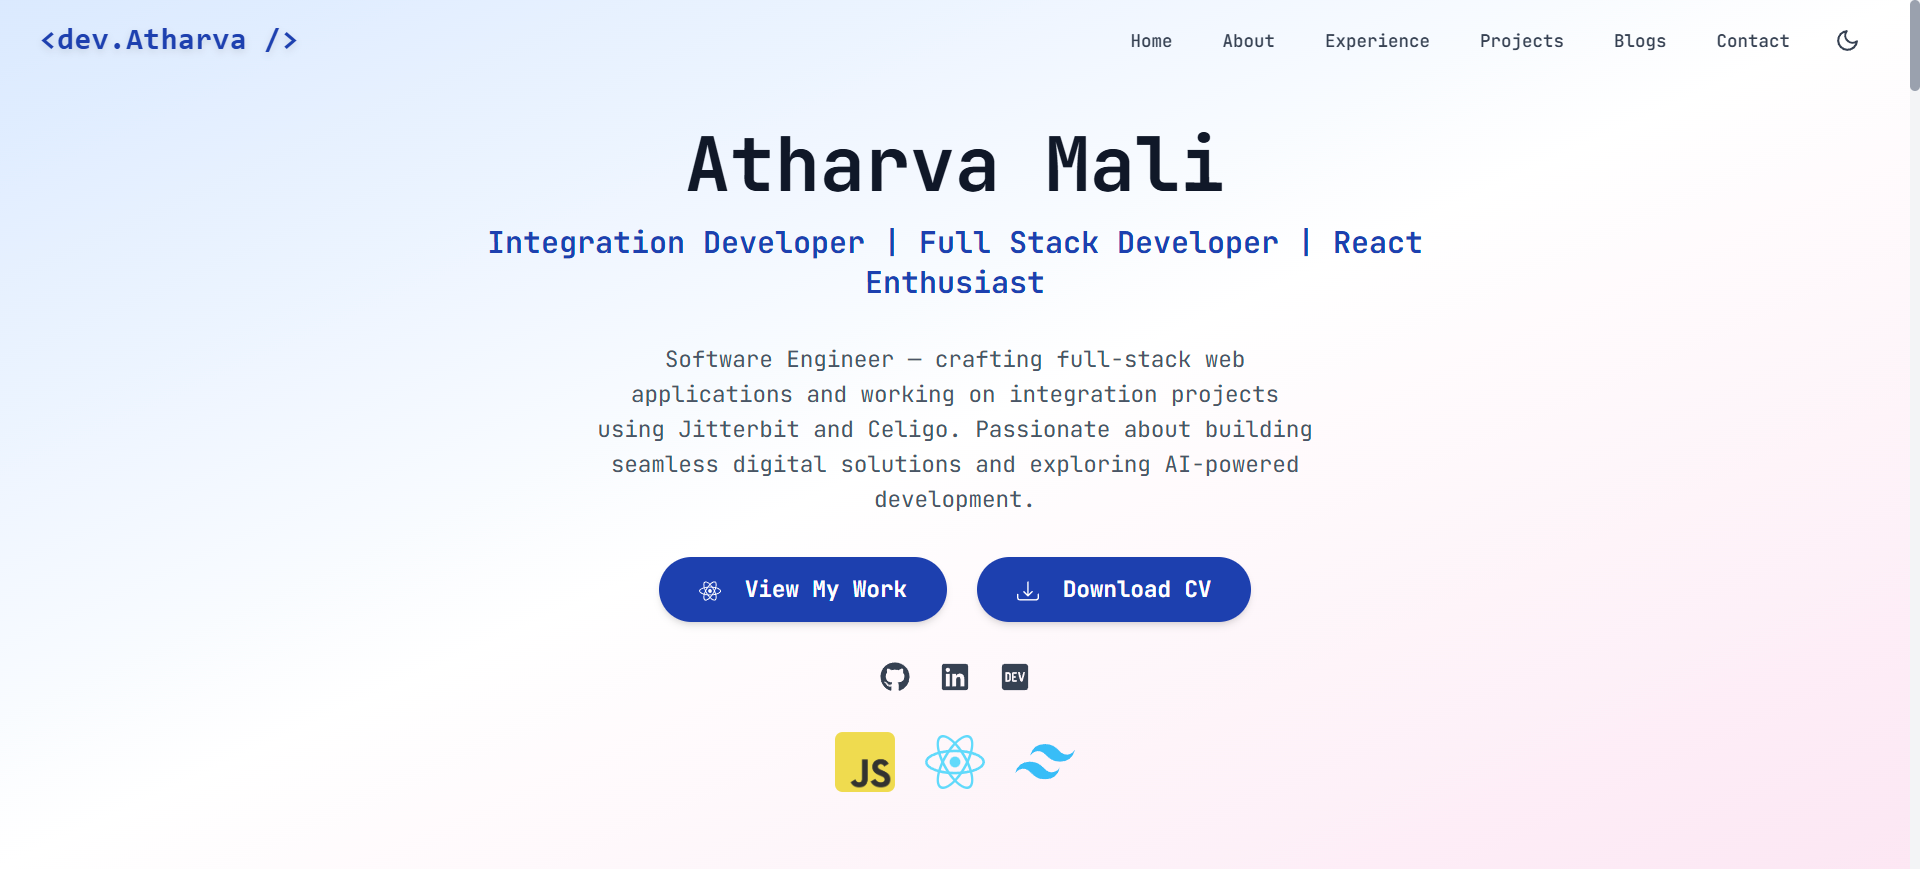 <dev.Atharva />
Home About Experience Projects Blogs Contact
Atharva Mali
Integration Developer | Full Stack Developer | React
Enthusiast
Software Engineer — crafting full-stack web
applications and working on integration projects
using Jitterbit and Celigo. Passionate about building
seamless digital solutions and exploring AI-powered
development.
View My Work Download CV
in DEV
JS